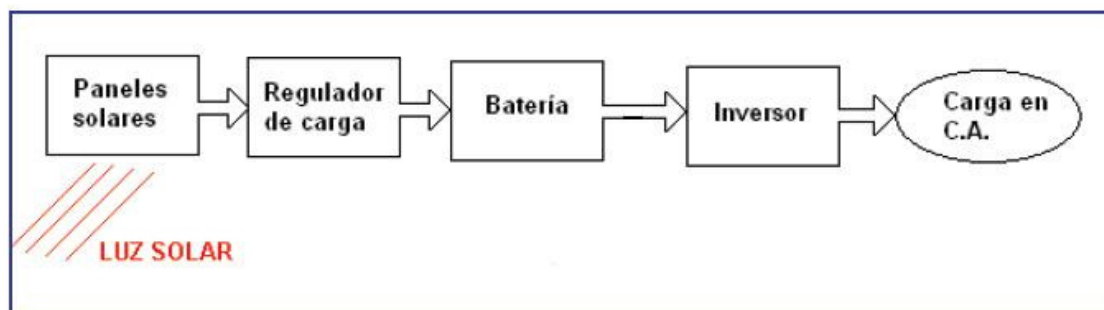 Paneles
solares
Regulador
de carga
Batería
Inversor
Carga en
C.A.
LUZ SOLAR